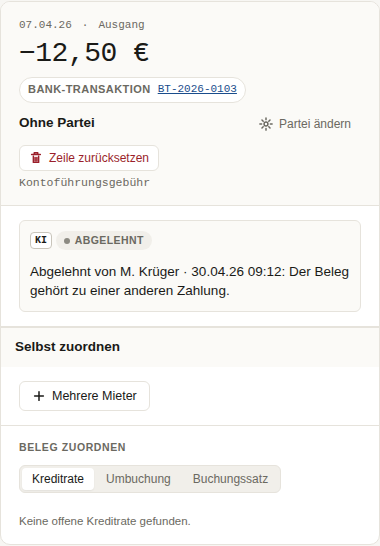 07.04.26 · Ausgang
−12,50 €
BANK-TRANSAKTION BT-2026-0103
Ohne Partei
Partei ändern
Zeile zurücksetzen
Kontoführungsgebühr
KI ABGELEHNT
Abgelehnt von M. Krüger · 30.04.26 09:12: Der Beleg
gehört zu einer anderen Zahlung.
Selbst zuordnen
Mehrere Mieter
BELEG ZUORDNEN
Kreditrate Umbuchung Buchungssatz
Keine offene Kreditrate gefunden.